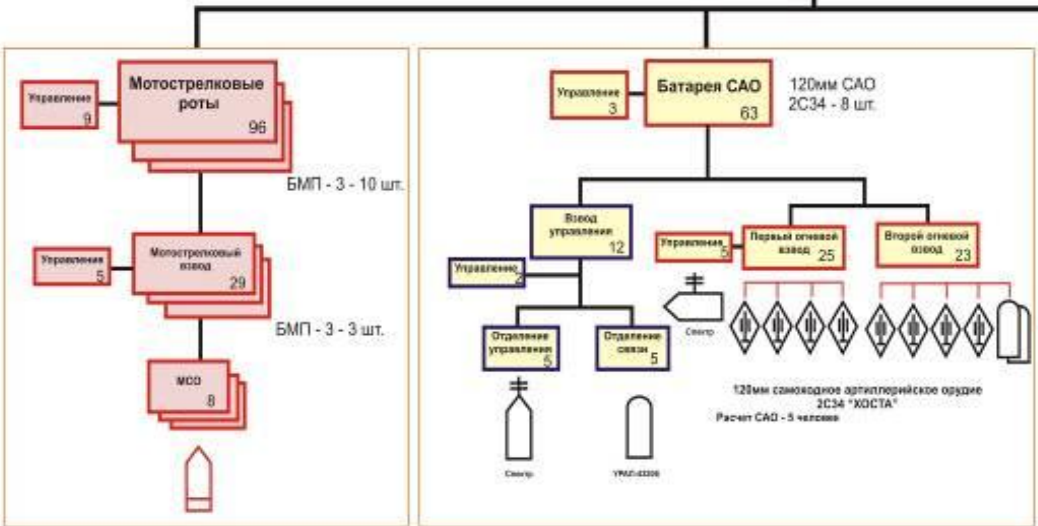 Мотострелковые
роты
96
Управление
9
БМП - 3 - 10 шт.
Мотострелковый
взвод
29
Управление
5
БМП - 3 - 3 шт.
МСО
8
Батарея САО
63
Управление
3
120мм САО
2С34 - 8 шт.
Взвод
управления
12
Управление
2
Отделение
управления
5
Отделение
связи
5
Спектр
УРАЛ-43206
Управление
5
Первый огневой
взвод
25
Второй огневой
взвод
23
Спектр
120мм самоходное артиллерийское орудие
2С34 "ХОСТА"
Расчет САО - 5 человек